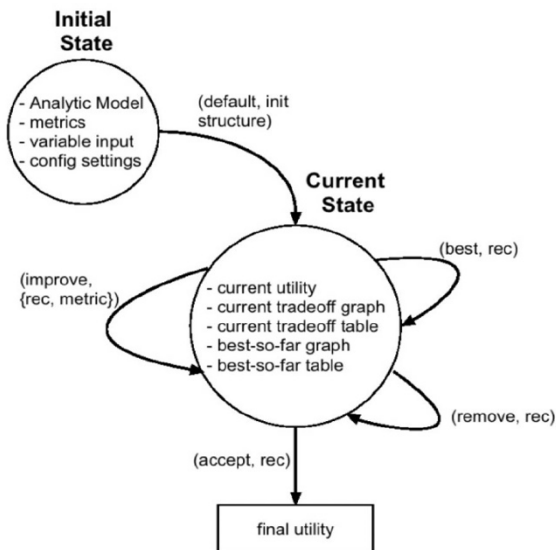 Initial
State
- Analytic Model
- metrics
- variable input
- config settings
(default, init
structure)
Current
State
(best, rec)
(improve,
{rec, metric})
- current utility
- current tradeoff graph
- current tradeoff table
- best-so-far graph
- best-so-far table
(remove, rec)
(accept, rec)
final utility